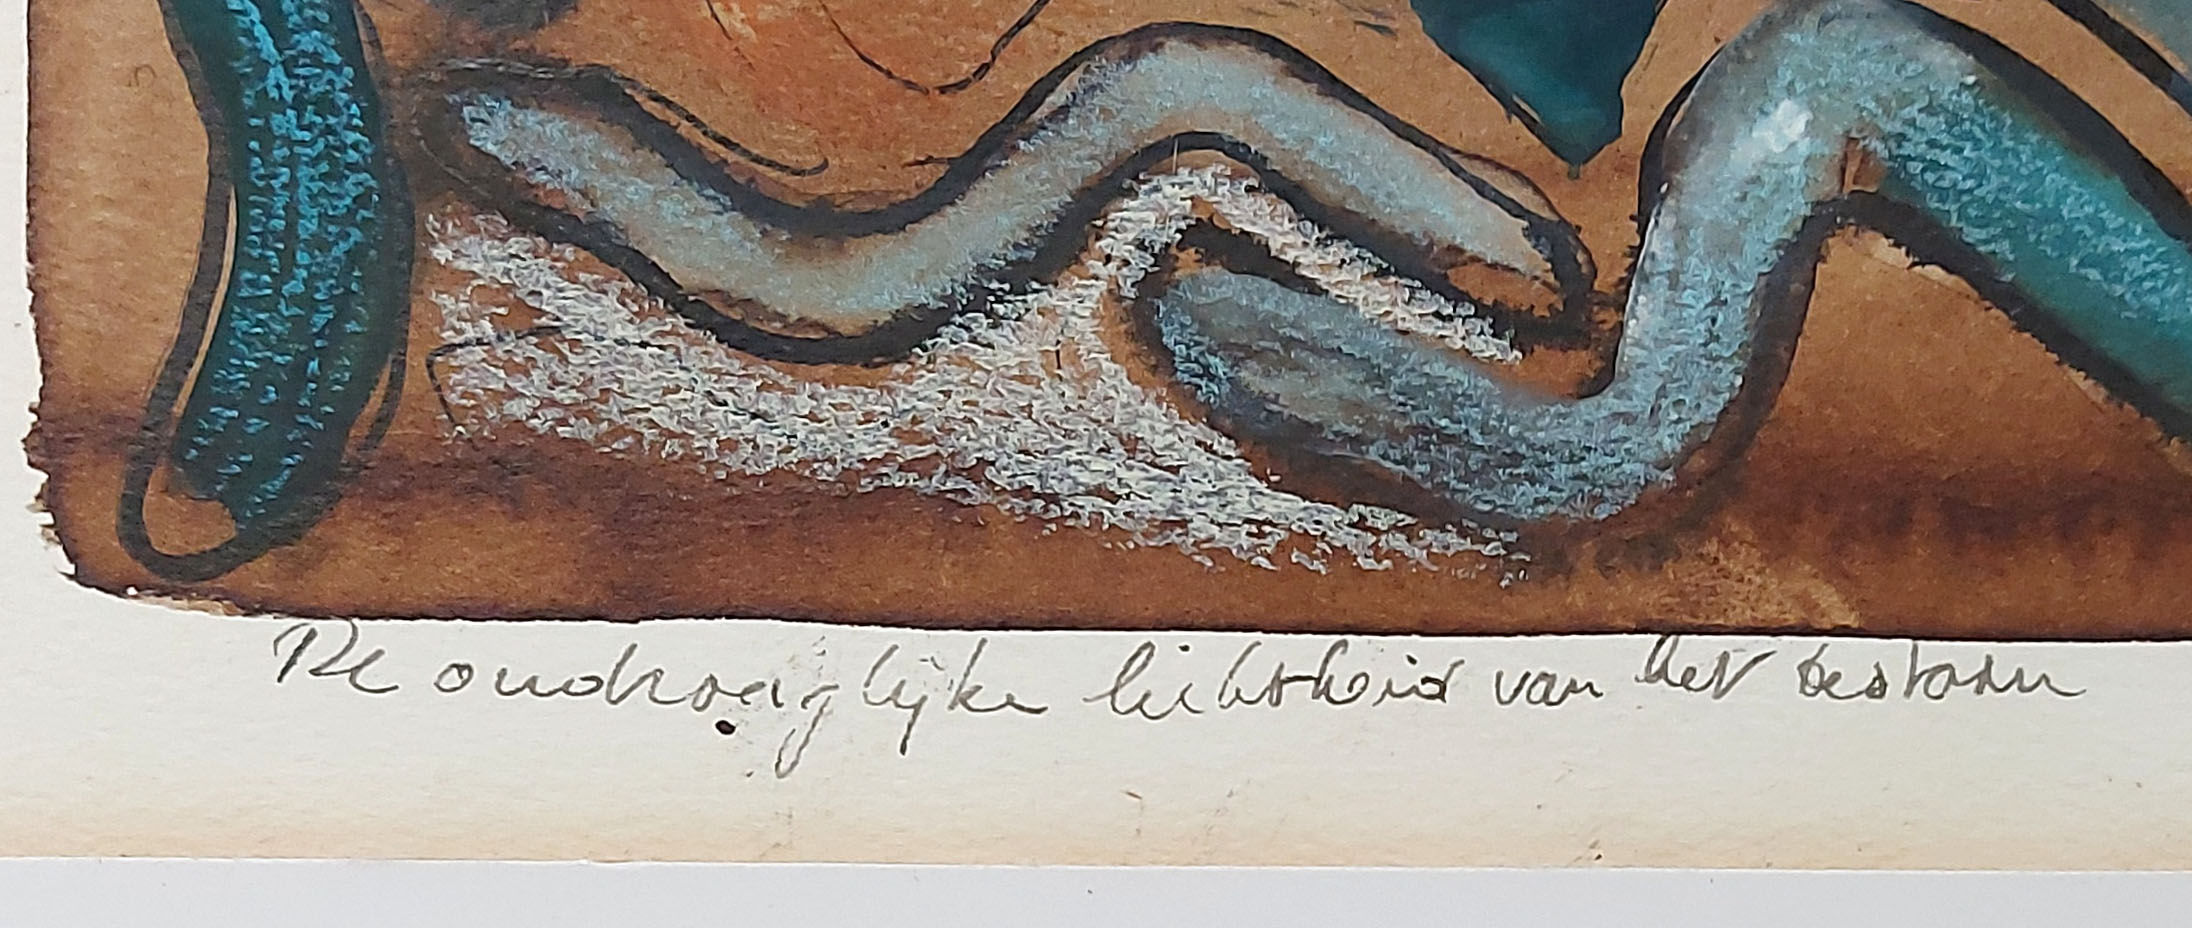 De ondraaglijke lichtheid van het bestaan